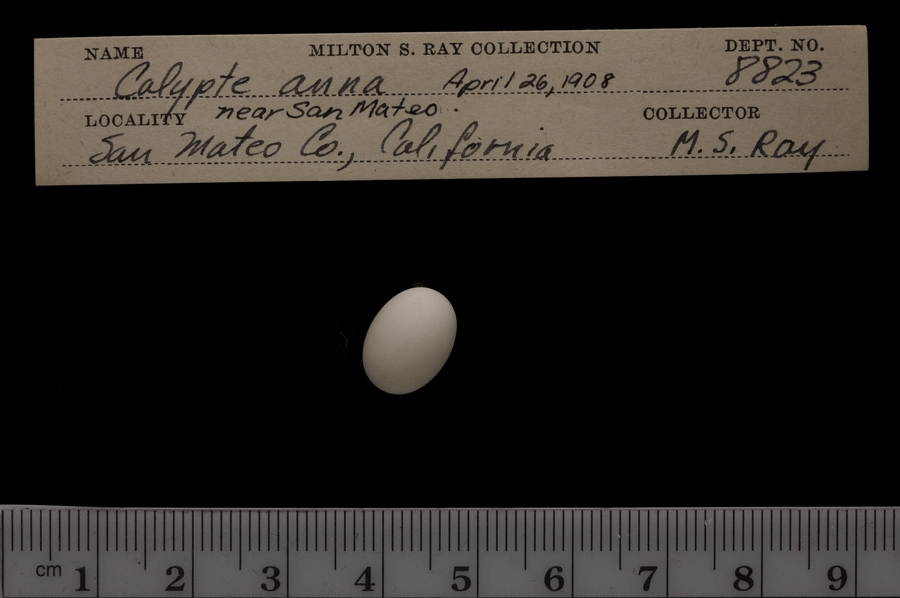 NAME MILTON S. RAY COLLECTION DEPT. NO.
Calypte anna April 26, 1908 8823
LOCALITY near San Mateo. COLLECTOR
San Mateo Co., California M. S. Ray
cm 1 2 3 4 5 6 7 8 9